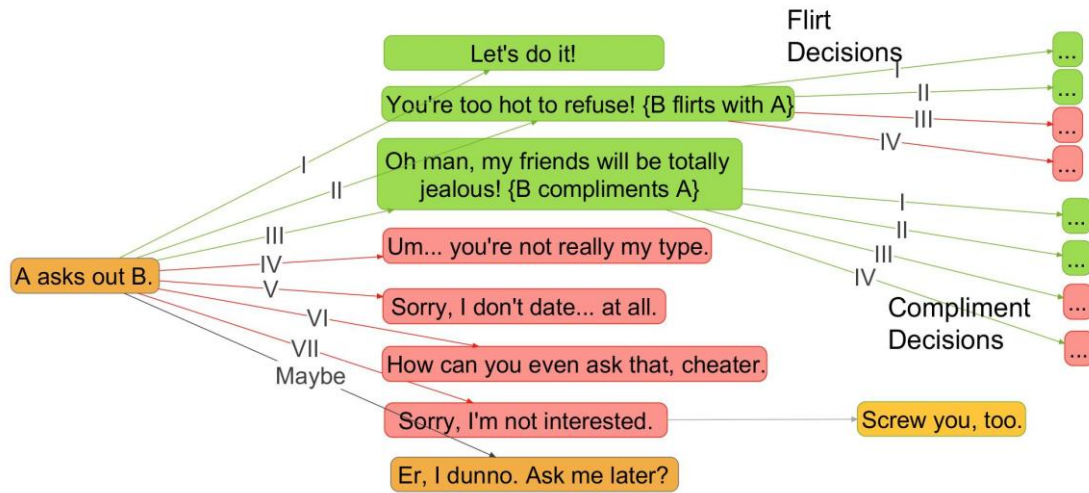 Flirt
Decisions
Let's do it!
You're too hot to refuse! {B flirts with A}
Oh man, my friends will be totally
jealous! {B compliments A}
Um... you're not really my type.
A asks out B.
Sorry, I don't date... at all.
How can you even ask that, cheater.
Sorry, I'm not interested.
Er, I dunno. Ask me later?
Screw you, too.
I
II
III
IV
V
VI
VII
Maybe
I
II
III
IV
...
...
...
...
I
II
III
IV
...
...
...
...
Compliment
Decisions